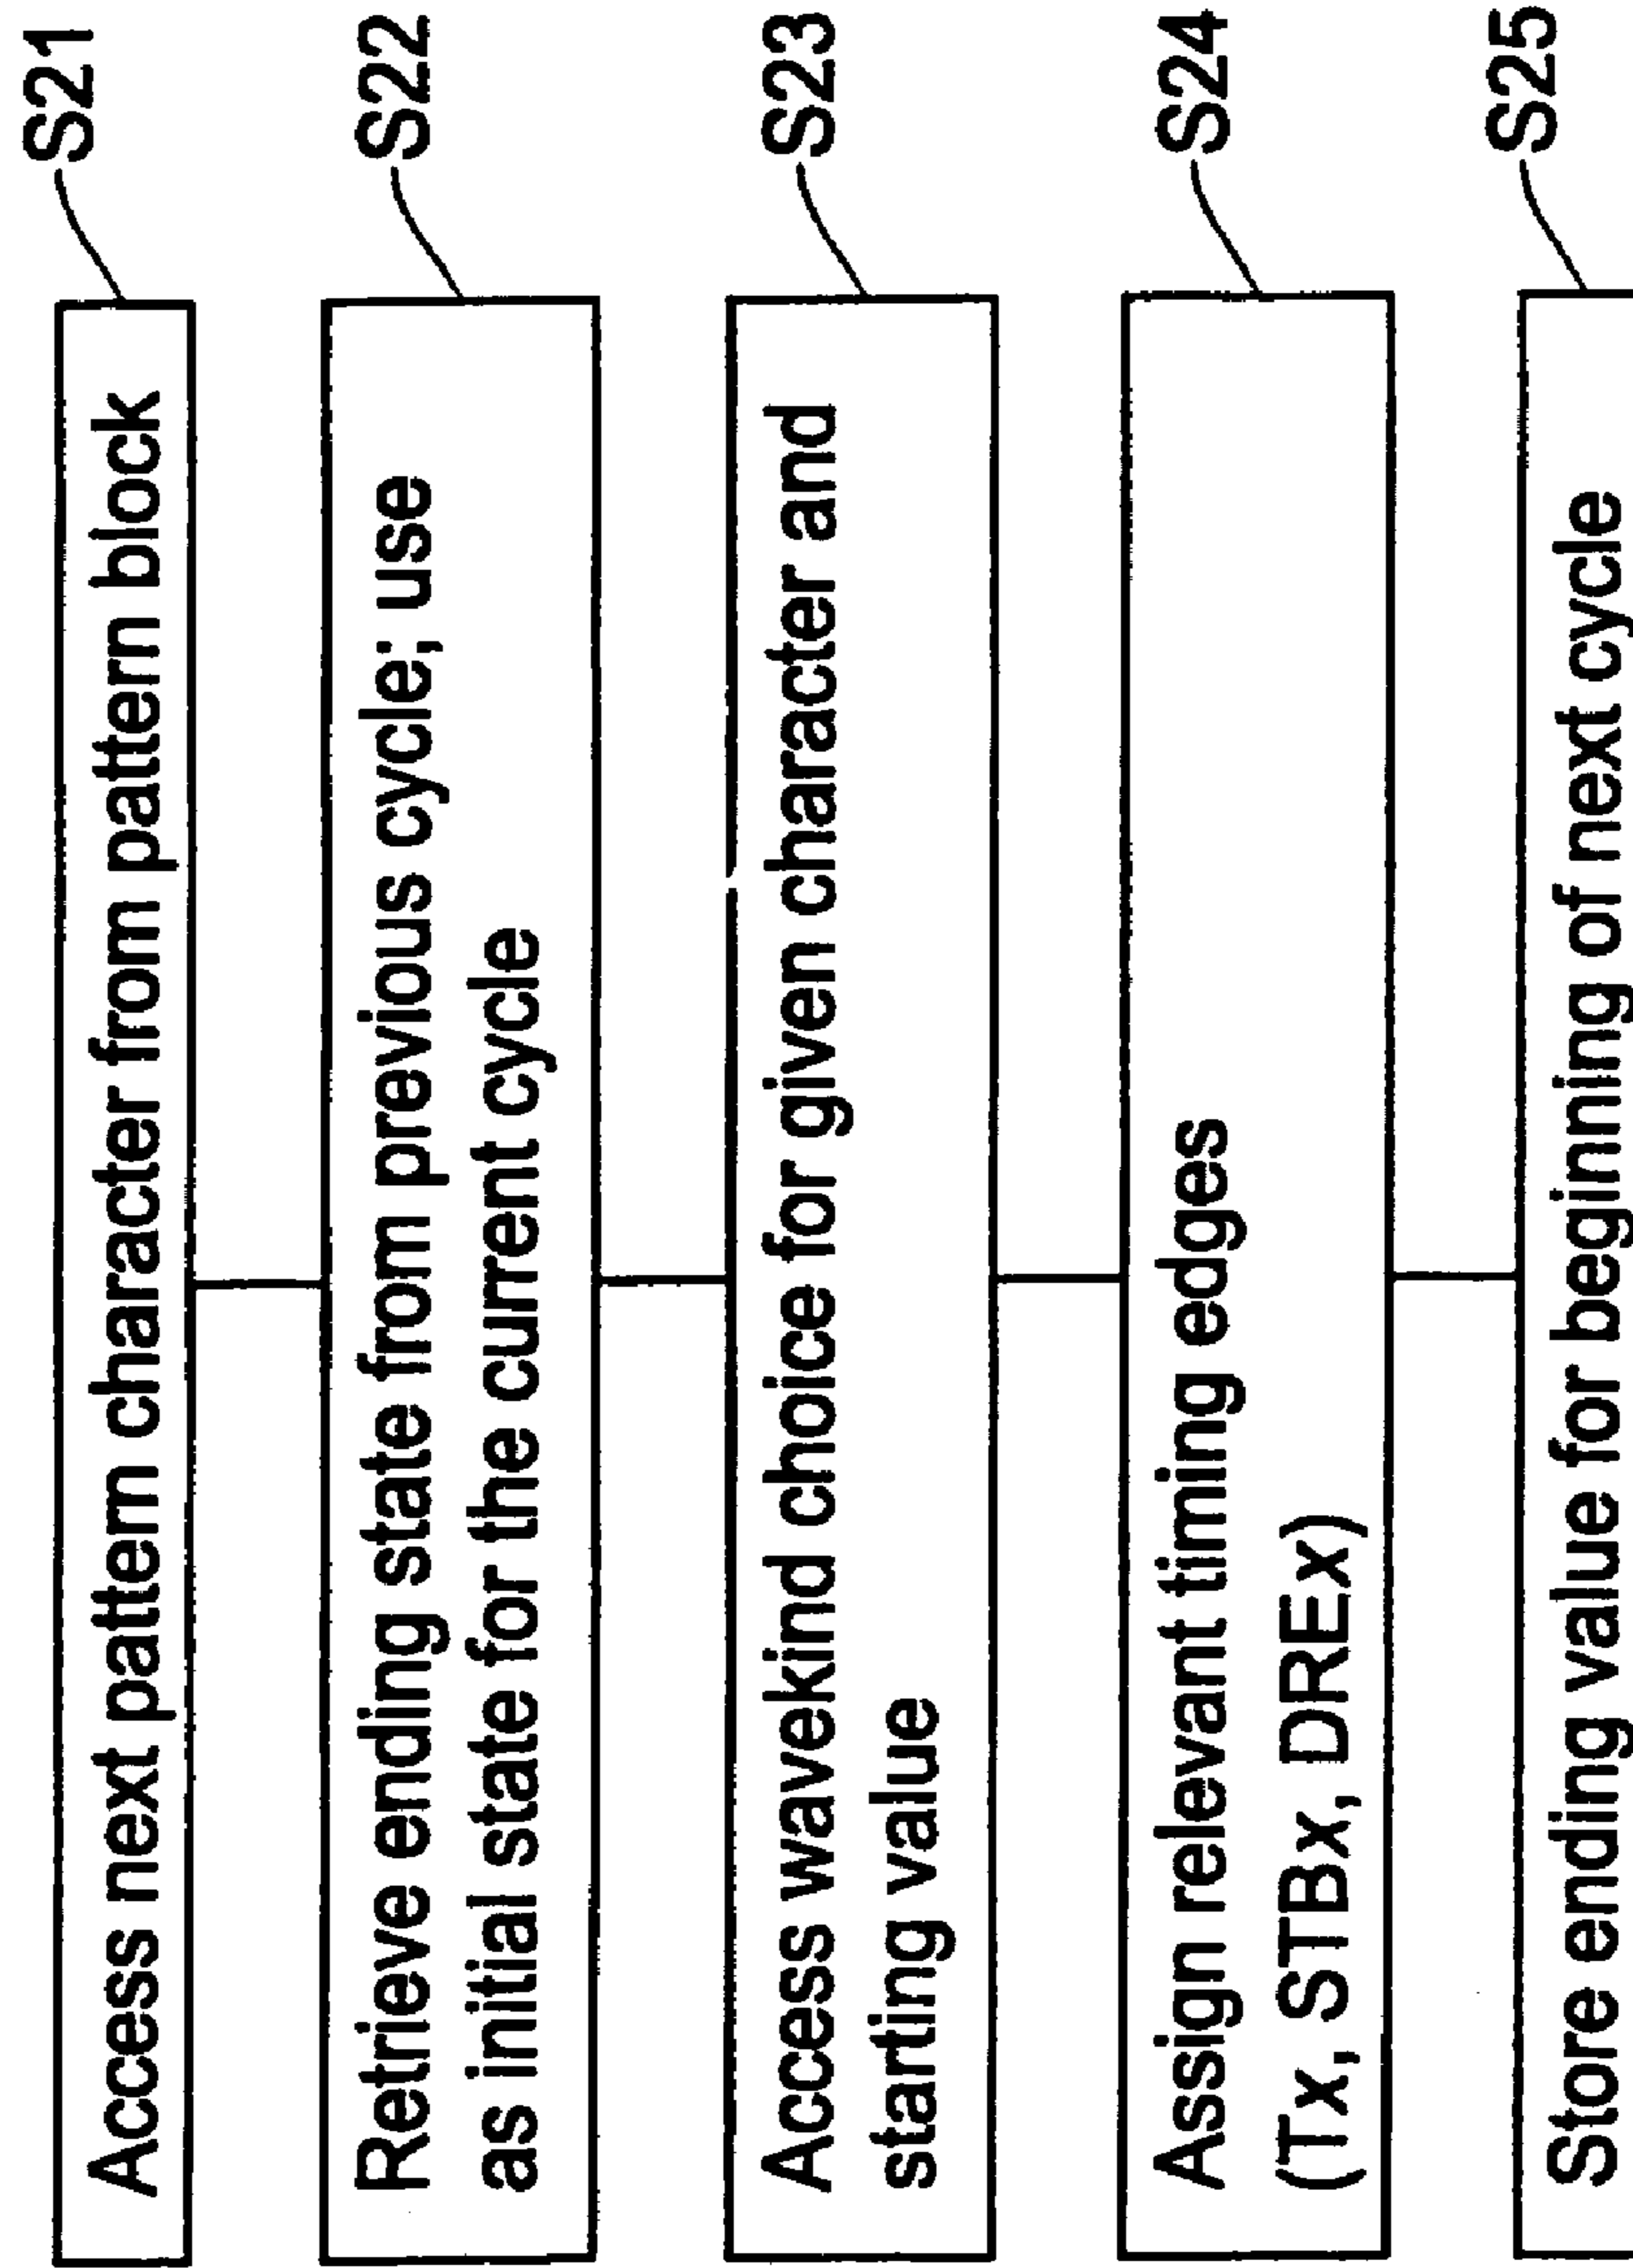 Access next pattern character from pattern block
S21
Retrieve ending state from previous cycle; use
as initial state for the current cycle
S22
Access wavekind choice for given character and
starting value
S23
Assign relevant timing edges
(Tx, STBx, DREx)
S24
Store ending value for beginning of next cycle
S25